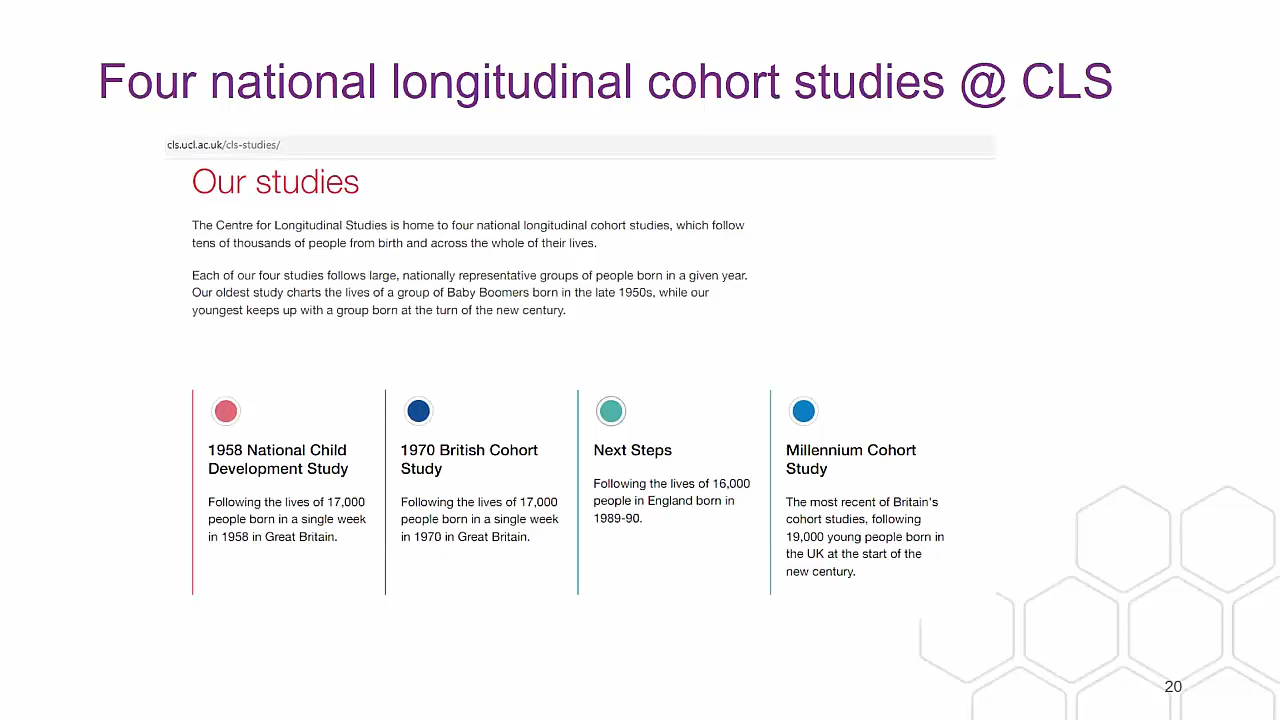 Four national longitudinal cohort studies @ CLS
cls.ucl.ac.uk/cls-studies/
Our studies
The Centre for Longitudinal Studies is home to four national longitudinal cohort studies, which follow
tens of thousands of people from birth and across the whole of their lives.
Each of our four studies follows large, nationally representative groups of people born in a given year.
Our oldest study charts the lives of a group of Baby Boomers born in the late 1950s, while our
youngest keeps up with a group born at the turn of the new century.
1958 National Child
Development Study
Following the lives of 17,000
people born in a single week
in 1958 in Great Britain.
1970 British Cohort
Study
Following the lives of 17,000
people born in a single week
in 1970 in Great Britain.
Next Steps
Following the lives of 16,000
people in England born in
1989-90.
Millennium Cohort
Study
The most recent of Britain's
cohort studies, following
19,000 young people born in
the UK at the start of the
new century.
20